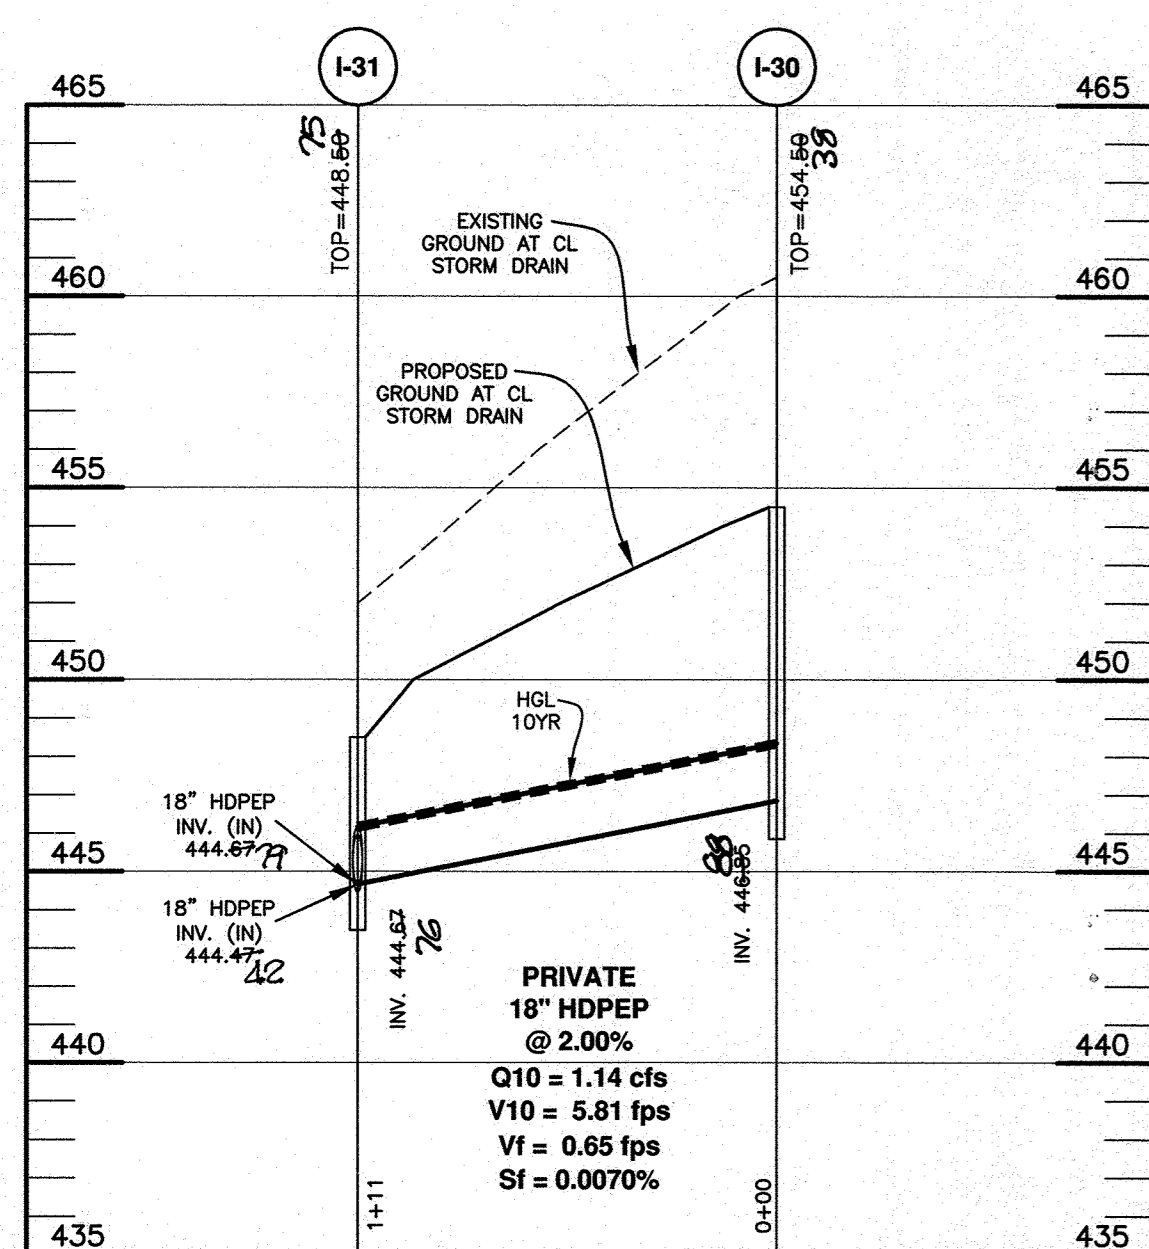 I-31
I-30
465
465
75
TOP=448.50
TOP=454.50
38
EXISTING
GROUND AT CL
STORM DRAIN
460
460
PROPOSED
GROUND AT CL
STORM DRAIN
455
455
450
450
HGL
10YR
18" HDPEP
INV. (IN)
444.67 79
445
445
88
INV. 446.85
18" HDPEP
INV. (IN)
444.47
42
INV. 444.67
76
PRIVATE
18" HDPEP
@ 2.00%
Q10 = 1.14 cfs
V10 = 5.81 fps
Vf = 0.65 fps
Sf = 0.0070%
440
440
1+11
0+00
435
435